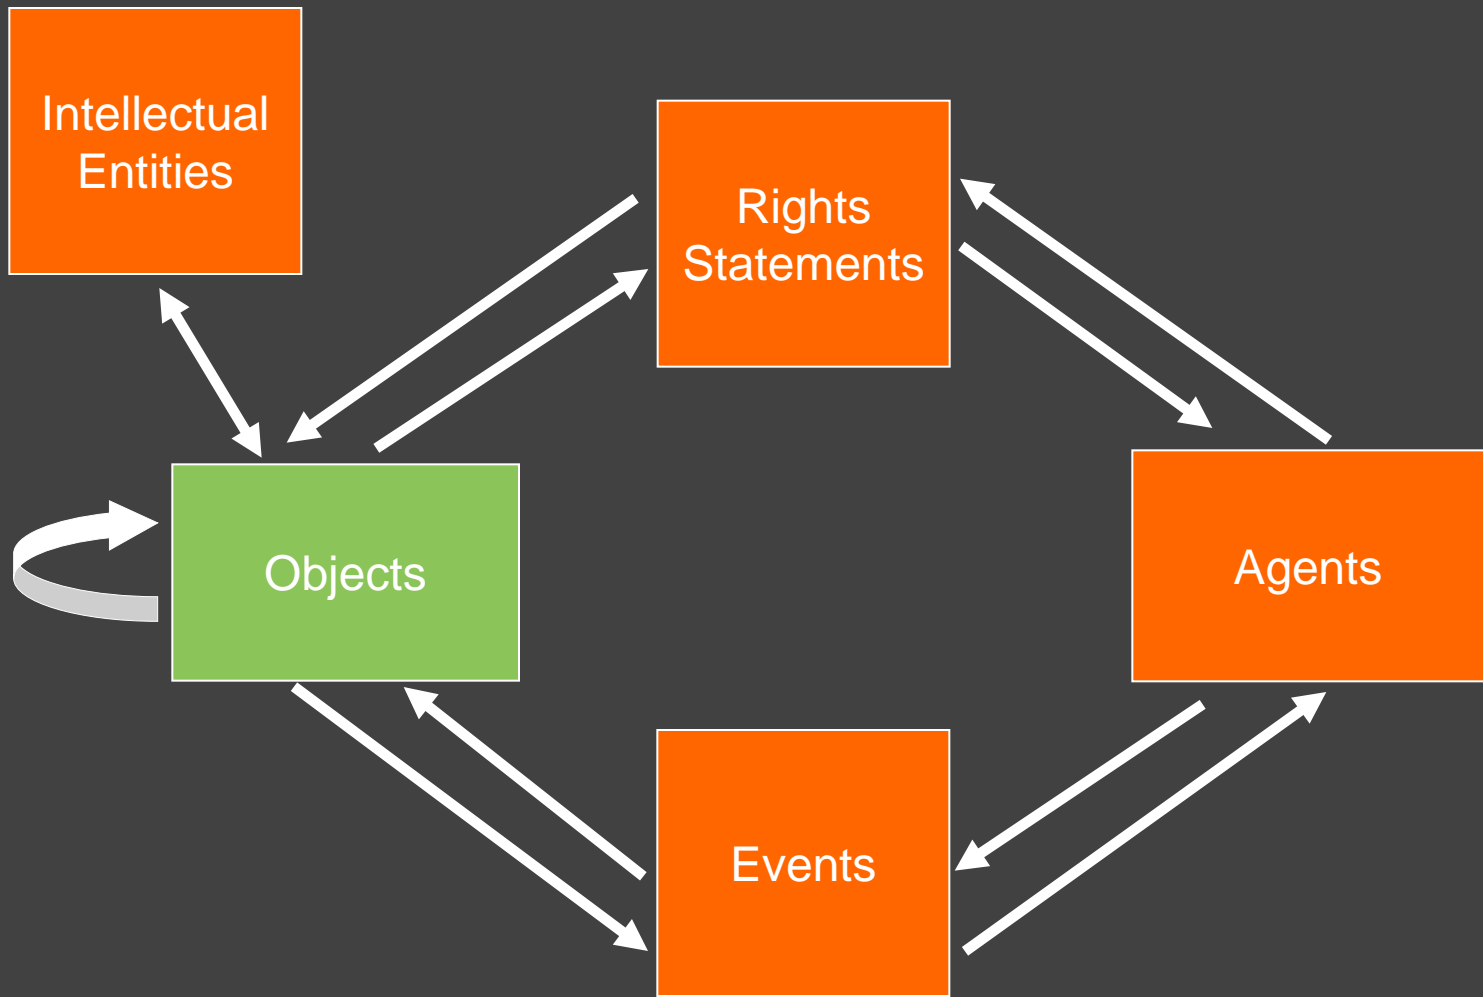 Intellectual
Entities
Rights
Statements
Objects
Agents
Events